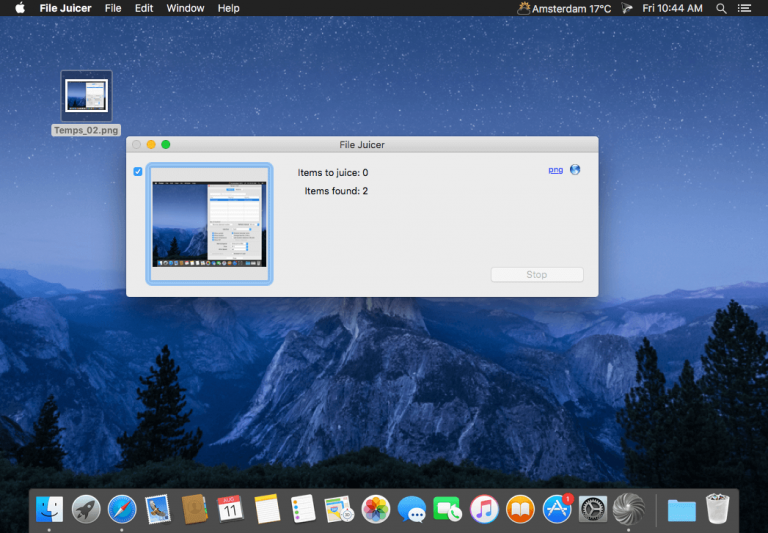 File Juicer File Edit Window Help Amsterdam 17°C Fri 10:44 AM
Temps_02.png
File Juicer
Items to juice: 0
png
Items found: 2
Stop
AUG
11
1